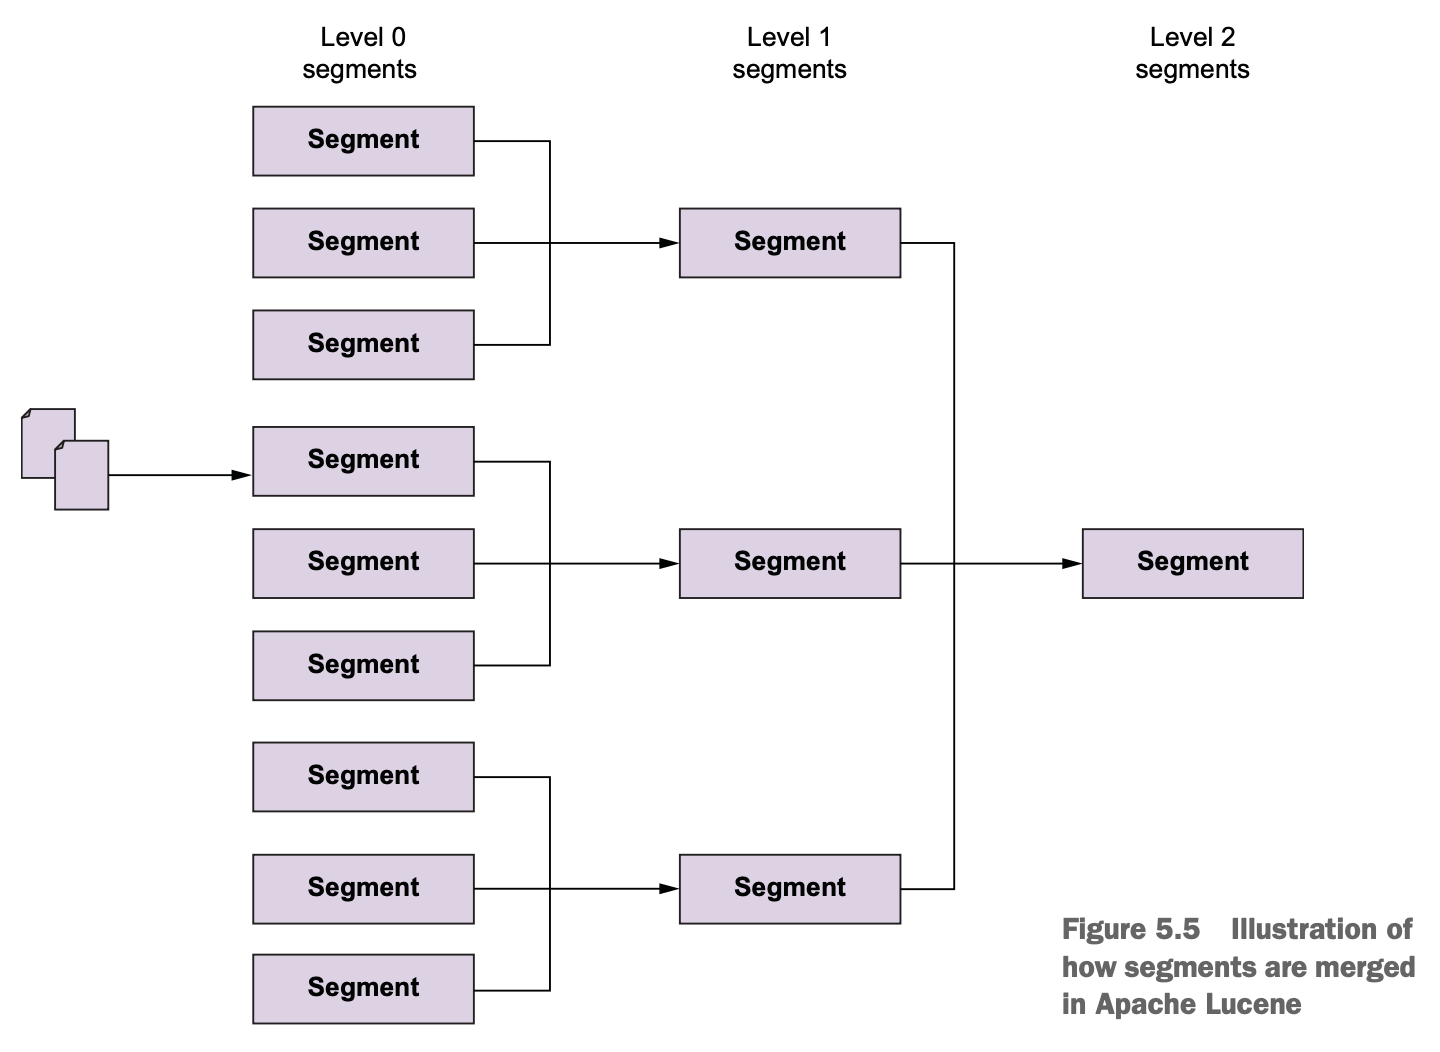 Level 0
segments
Level 1
segments
Level 2
segments
Segment
Segment
Segment
Segment
Segment
Segment
Segment
Segment
Segment
Segment
Segment
Segment
Segment
Figure 5.5 Illustration of
how segments are merged
in Apache Lucene